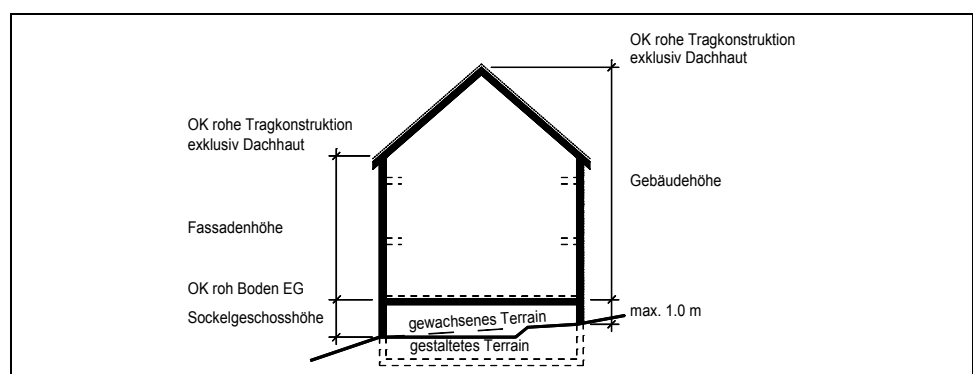 OK rohe Tragkonstruktion
exklusiv Dachhaut
OK rohe Tragkonstruktion
exklusiv Dachhaut
Gebäudehöhe
Fassadenhöhe
OK roh Boden EG
Sockelgeschosshöhe
gewachsenes Terrain
max. 1.0 m
gestaltetes Terrain